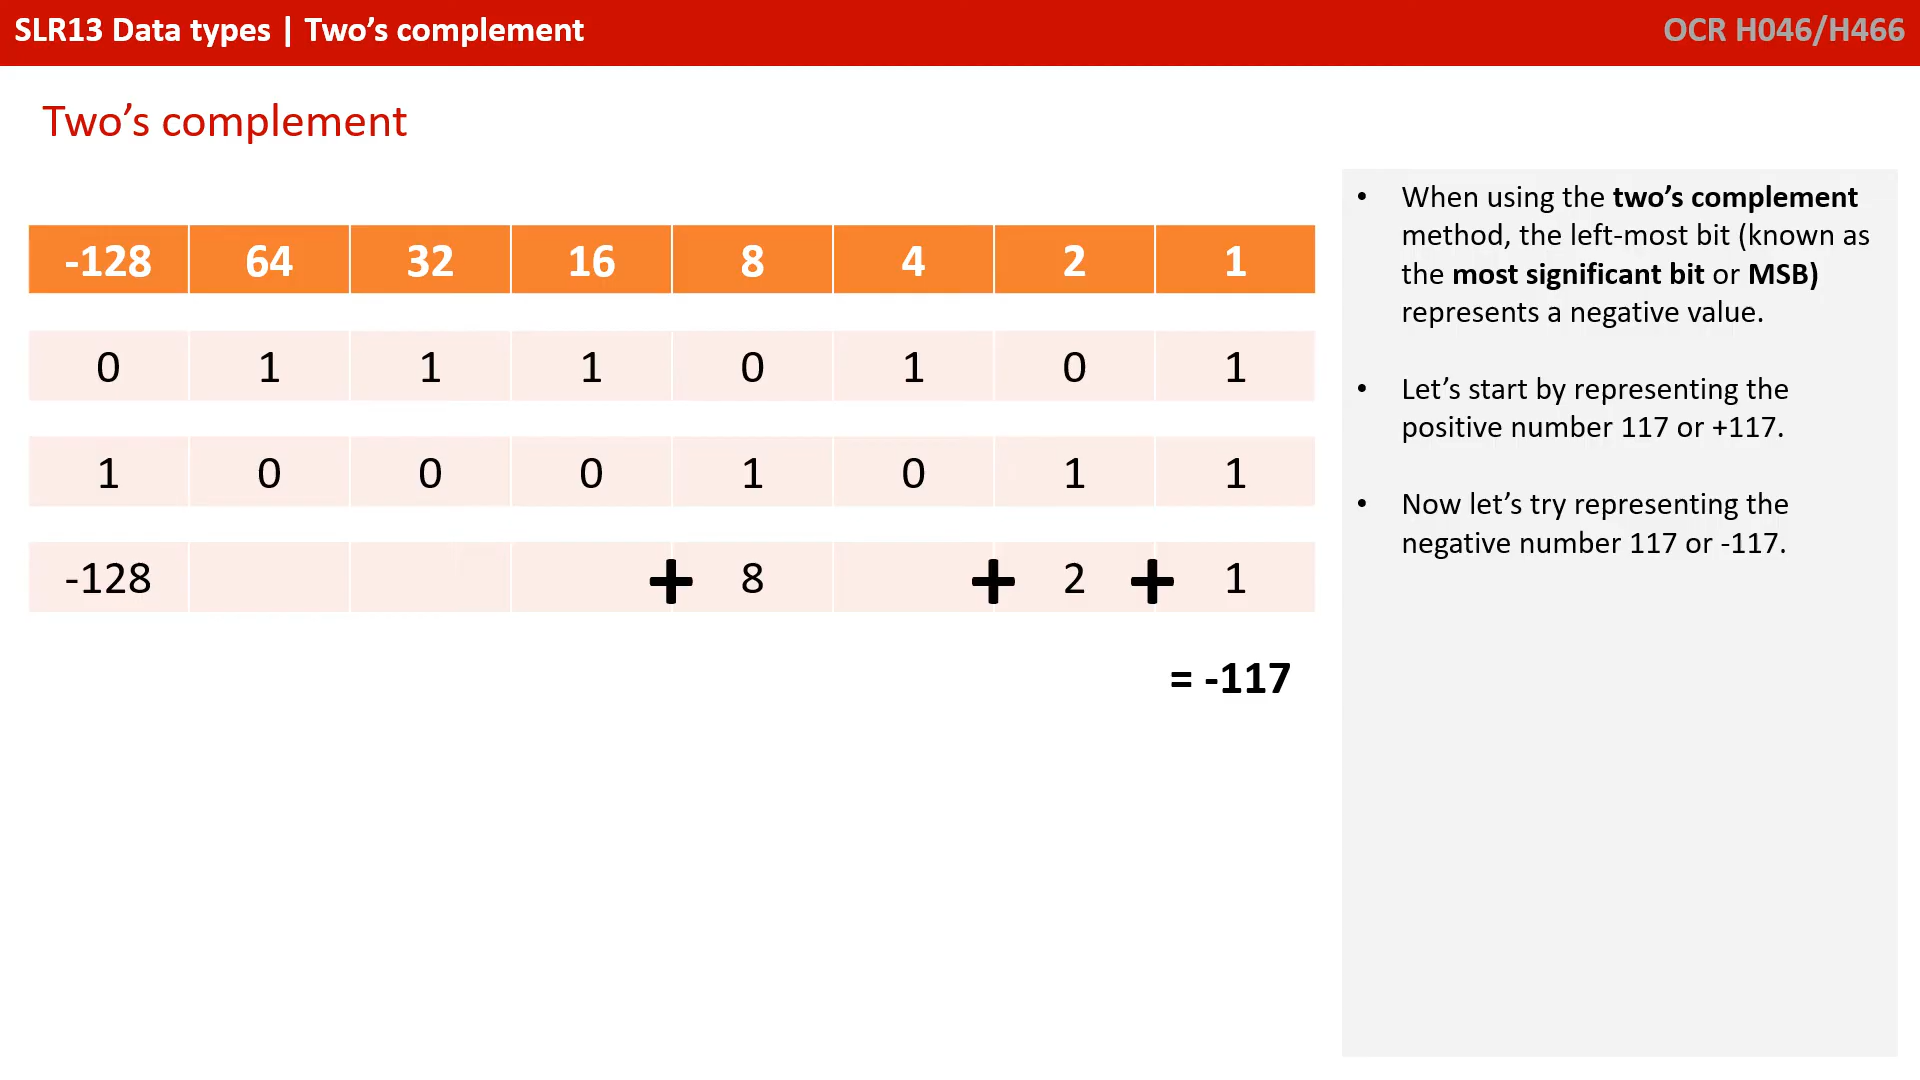 SLR13 Data types | Two’s complement
OCR H046/H466
Two’s complement
-128 64 32 16 8 4 2 1
0 1 1 1 0 1 0 1
1 0 0 0 1 0 1 1
-128 + 8 + 2 + 1
= -117
• When using the two’s complement
method, the left-most bit (known as
the most significant bit or MSB)
represents a negative value.
• Let’s start by representing the
positive number 117 or +117.
• Now let’s try representing the
negative number 117 or -117.